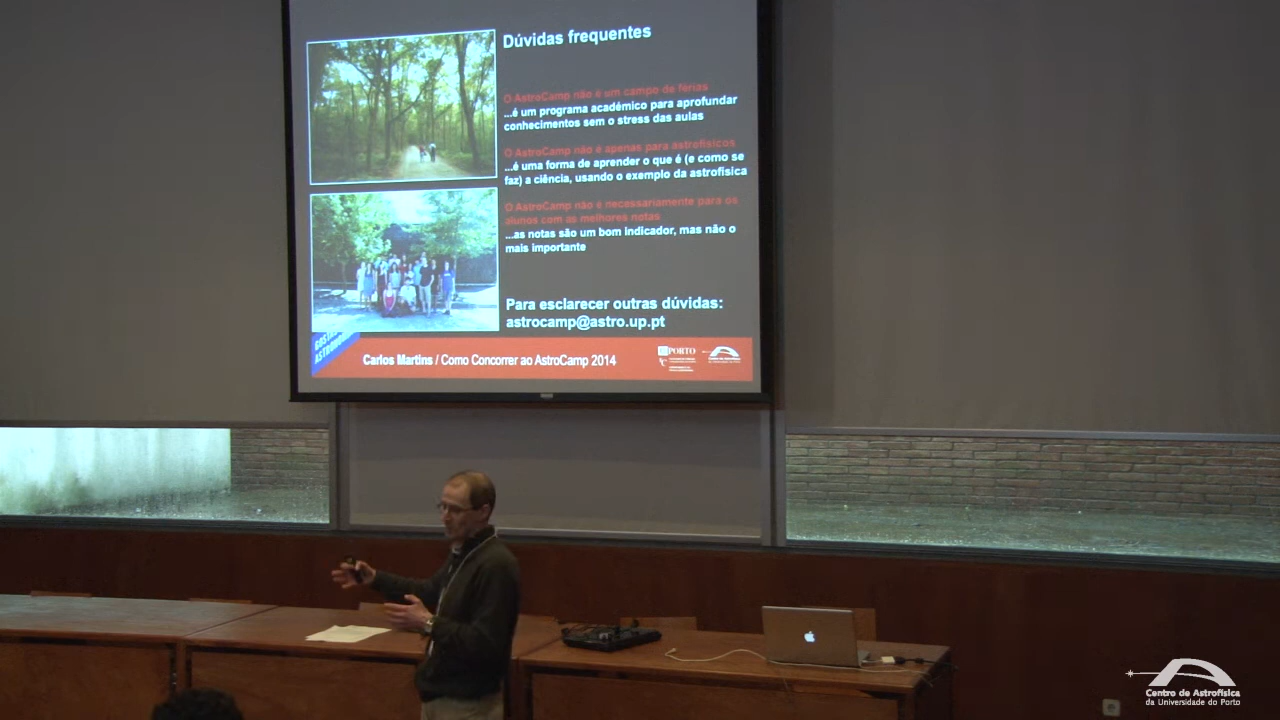 Dúvidas frequentes
O AstroCamp não é um campo de férias
...é um programa académico para aprofundar
conhecimentos sem o stress das aulas
O AstroCamp não é apenas para astrofísicos
...é uma forma de aprender o que é (e como se
faz) a ciência, usando o exemplo da astrofísica
O AstroCamp não é necessariamente para os
alunos com as melhores notas
...as notas são um bom indicador, mas não o
mais importante
Para esclarecer outras dúvidas:
astrocamp@astro.up.pt
Carlos Martins / Como Concorrer ao AstroCamp 2014
PORTO
Centro de Astrofísica
da Universidade do Porto